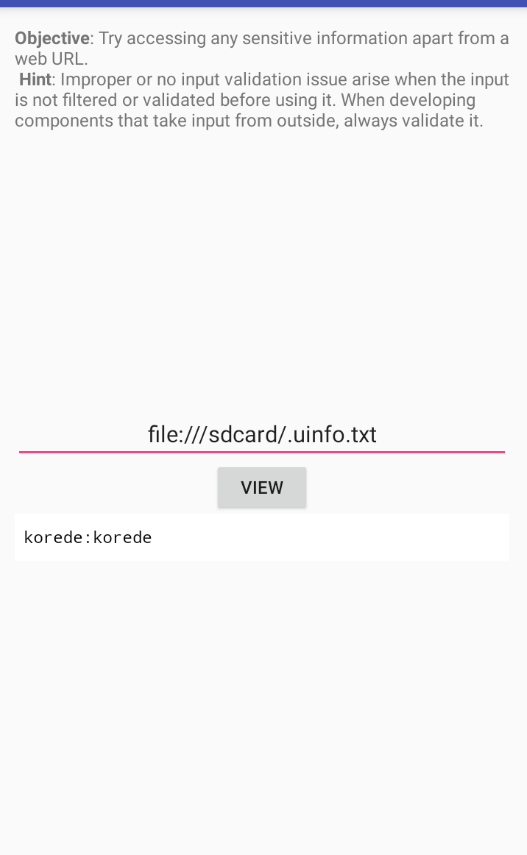 Objective: Try accessing any sensitive information apart from a
web URL.
Hint: Improper or no input validation issue arise when the input
is not filtered or validated before using it. When developing
components that take input from outside, always validate it.
file:///sdcard/.uinfo.txt
VIEW
korede:korede